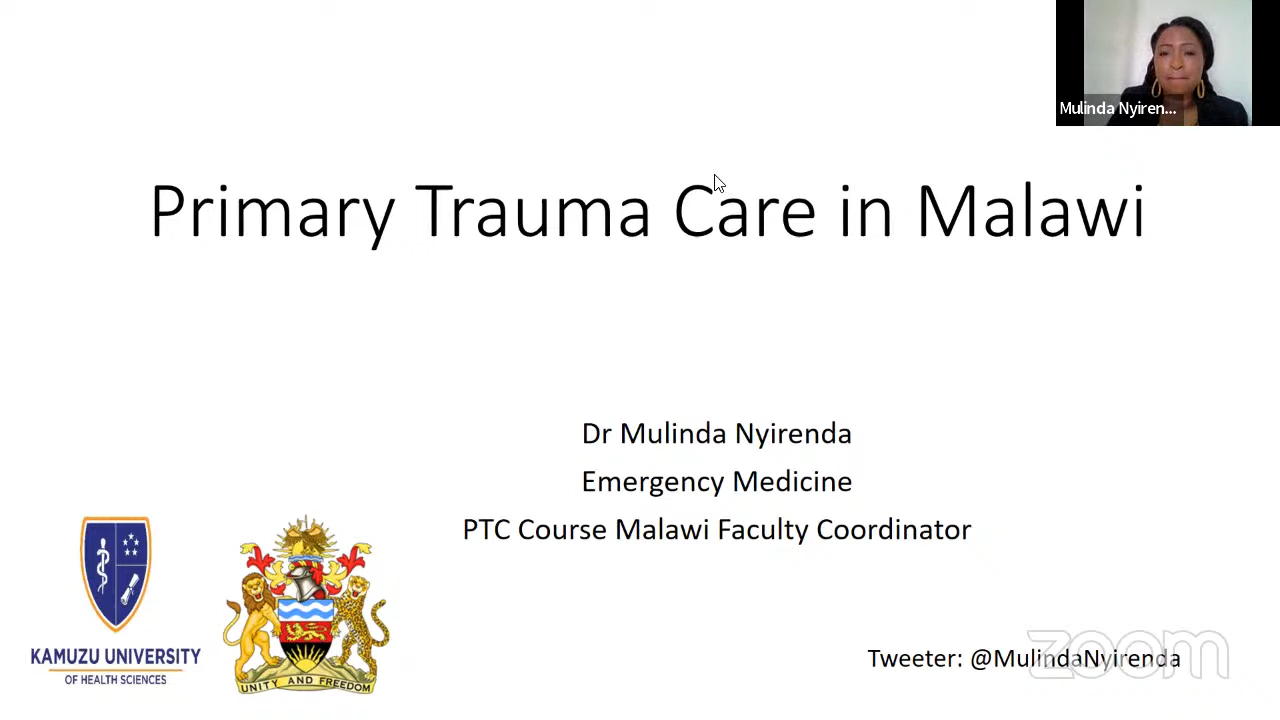 Mulinda Nyiren...
Primary Trauma Care in Malawi
Dr Mulinda Nyirenda
Emergency Medicine
PTC Course Malawi Faculty Coordinator
KAMUZU UNIVERSITY
OF HEALTH SCIENCES
UNITY AND FREEDOM
Tweeter: @MulindaNyirenda
zoom